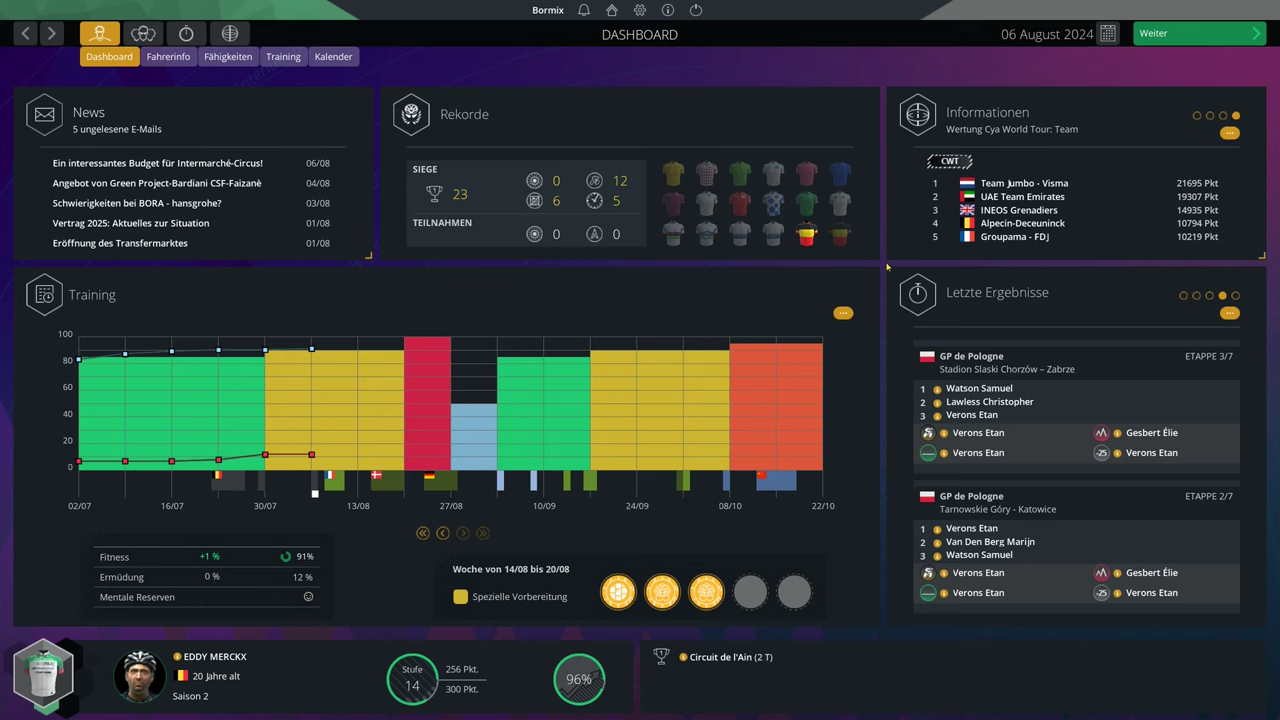 Bormix
DASHBOARD
06 August 2024
Weiter
Dashboard
Fahrerinfo
Fähigkeiten
Training
Kalender
News
5 ungelesene E-Mails
Ein interessantes Budget für Intermarché-Circus! 06/08
Angebot von Green Project-Bardiani CSF-Faizanè 04/08
Schwierigkeiten bei BORA - hansgrohe? 02/08
Vertrag 2025: Aktuelles zur Situation 01/08
Eröffnung des Transfermarktes 01/08
Rekorde
SIEGE
23
0 12
6 5
TEILNAHMEN
0 0
Informationen
Wertung Cya World Tour: Team
CWT
1 Team Jumbo - Visma 21695 Pkt
2 UAE Team Emirates 19307 Pkt
3 INEOS Grenadiers 14935 Pkt
4 Alpecin-Deceuninck 10794 Pkt
5 Groupama - FDJ 10219 Pkt
Training
100
80
60
40
20
0
02/07 16/07 30/07 13/08 27/08 10/09 24/09 08/10 22/10
Fitness +1 % 91%
Ermüdung 0 % 12 %
Mentale Reserven
Woche von 14/08 bis 20/08
Spezielle Vorbereitung
Letzte Ergebnisse
GP de Pologne ETAPPE 3/7
Stadion Slaski Chorzów – Zabrze
1 Watson Samuel
2 Lawless Christopher
3 Verons Etan
Verons Etan Gesbert Élie
Verons Etan -25 Verons Etan
GP de Pologne ETAPPE 2/7
Tarnowskie Góry - Katowice
1 Verons Etan
2 Van Den Berg Marijn
3 Watson Samuel
Verons Etan Gesbert Élie
Verons Etan -25 Verons Etan
EDDY MERCKX
20 Jahre alt
Saison 2
Stufe
14
256 Pkt.
300 Pkt.
96%
Circuit de l'Ain (2 T)